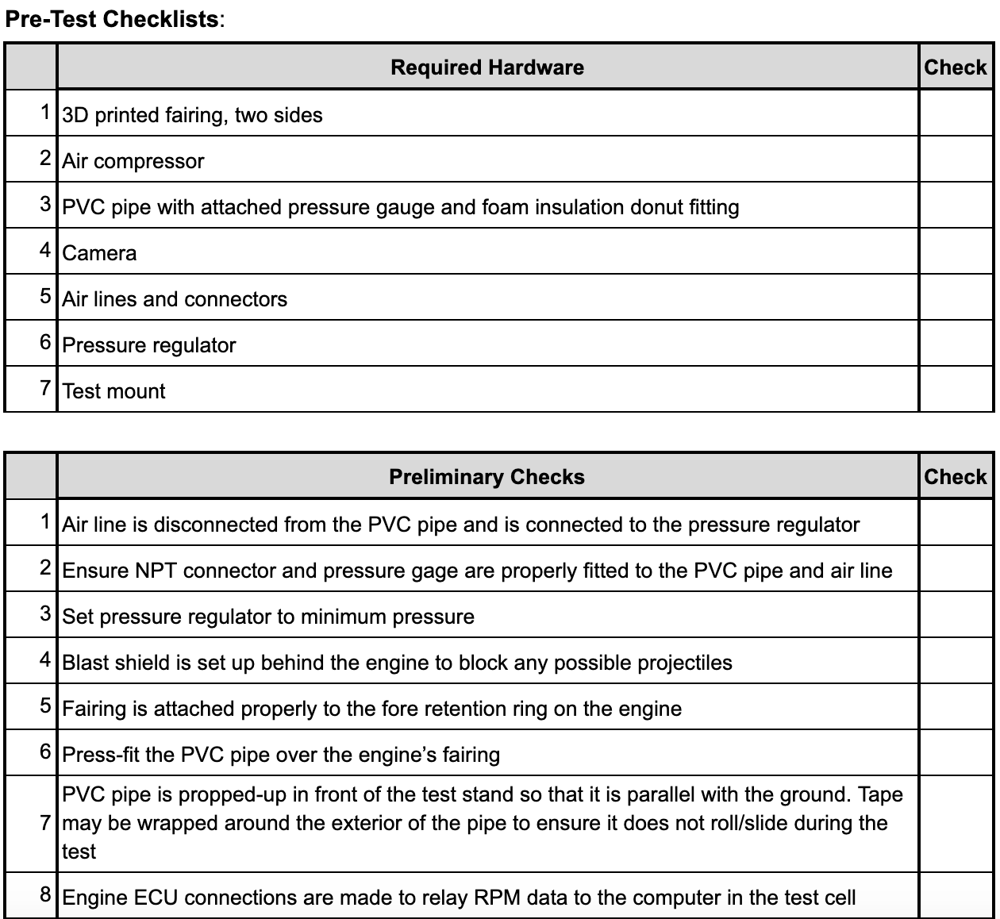 Pre-Test Checklists:
Required Hardware Check
1 3D printed fairing, two sides
2 Air compressor
3 PVC pipe with attached pressure gauge and foam insulation donut fitting
4 Camera
5 Air lines and connectors
6 Pressure regulator
7 Test mount
Preliminary Checks Check
1 Air line is disconnected from the PVC pipe and is connected to the pressure regulator
2 Ensure NPT connector and pressure gage are properly fitted to the PVC pipe and air line
3 Set pressure regulator to minimum pressure
4 Blast shield is set up behind the engine to block any possible projectiles
5 Fairing is attached properly to the fore retention ring on the engine
6 Press-fit the PVC pipe over the engine’s fairing
PVC pipe is propped-up in front of the test stand so that it is parallel with the ground. Tape
7 may be wrapped around the exterior of the pipe to ensure it does not roll/slide during the
test
8 Engine ECU connections are made to relay RPM data to the computer in the test cell